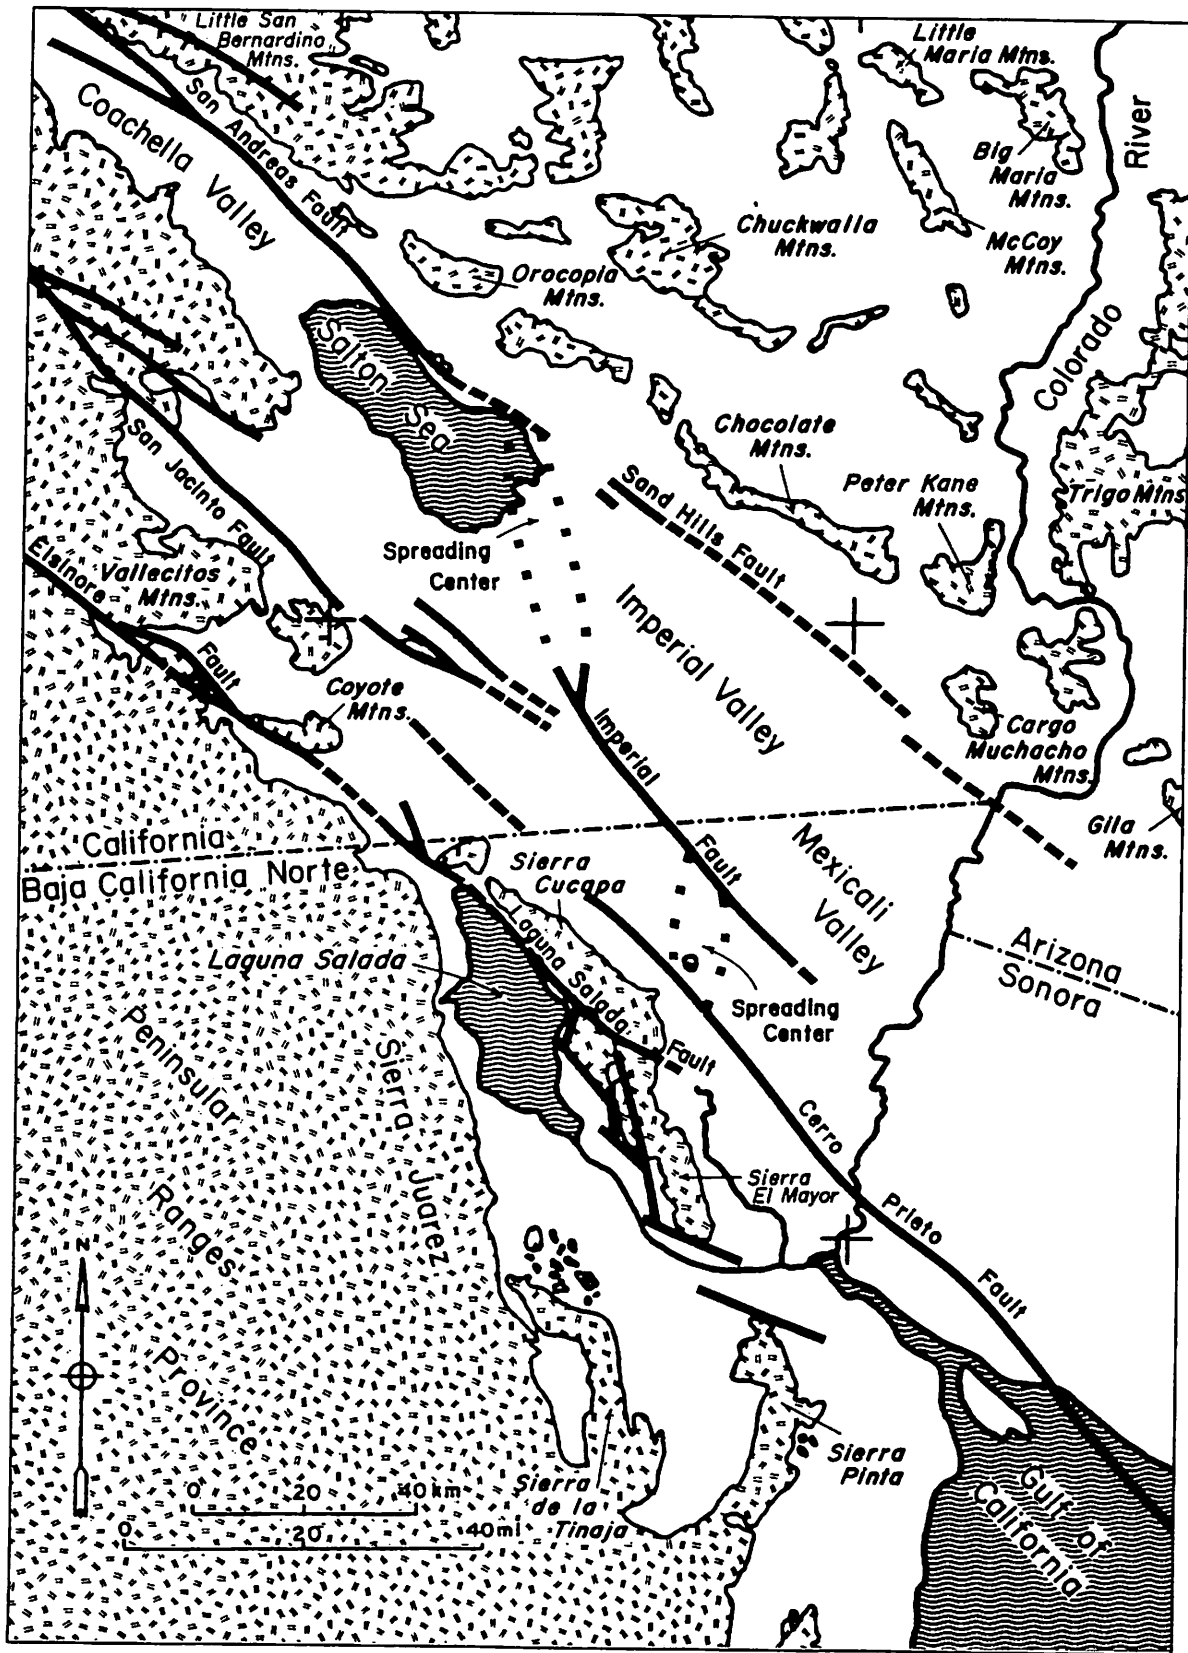 Little San
Bernardino
Mtns.
Little
Maria Mtns.
Coachella
Valley
San Andreas Fault
River
Big
Maria
Mtns.
Chuckwalla
Mtns.
McCoy
Mtns.
Orocopia
Mtns.
Salton
Sea
Colorado
Chocolate
Mtns.
San Jacinto Fault
Sand Hills Fault
Peter Kane
Mtns.
Trigo Mtns
Spreading
Center
Elsinore
Fault
Vallecitos
Mtns.
Imperial Valley
Coyote
Mtns.
Imperial
Fault
Cargo
Muchacho
Mtns.
Gila
Mtns.
California
Baja California Norte
Sierra
Cucapa
Mexicali
Valley
Laguna Salada
Laguna Salada
Fault
Arizona
Sonora
Spreading
Center
Peninsular
Ranges
Province
Sierra
Juarez
Cerro
Prieto
Fault
Sierra
El Mayor
N
Sierra
de la
Tinaja
Sierra
Pinta
Gulf of
California
0 20 40 km
0 20 40 mi